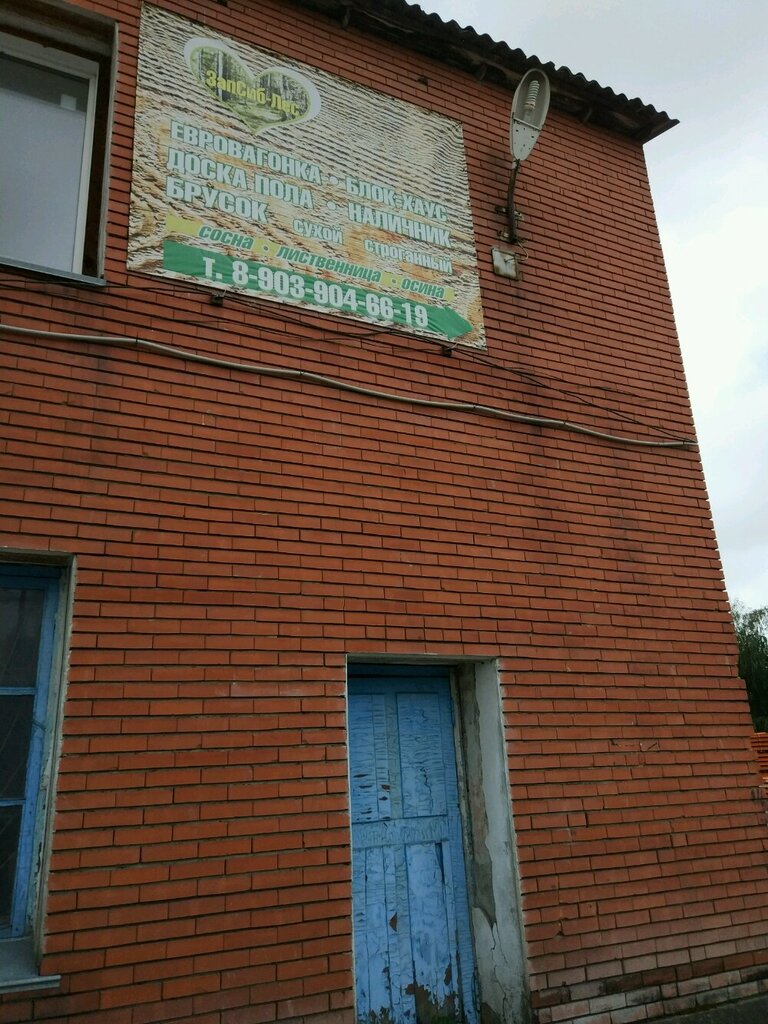 ЗапСиб-Лес
ЕВРОВАГОНКА • БЛОК-ХАУС
ДОСКА ПОЛА • НАЛИЧНИК
БРУСОК СУХОЙ СТРОГАННЫЙ
СОСНА • ЛИСТВЕННИЦА • ОСИНА
Т. 8-903-904-66-19